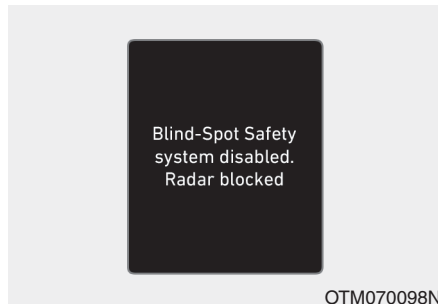 Blind-Spot Safety
system disabled.
Radar blocked
OTM070098N